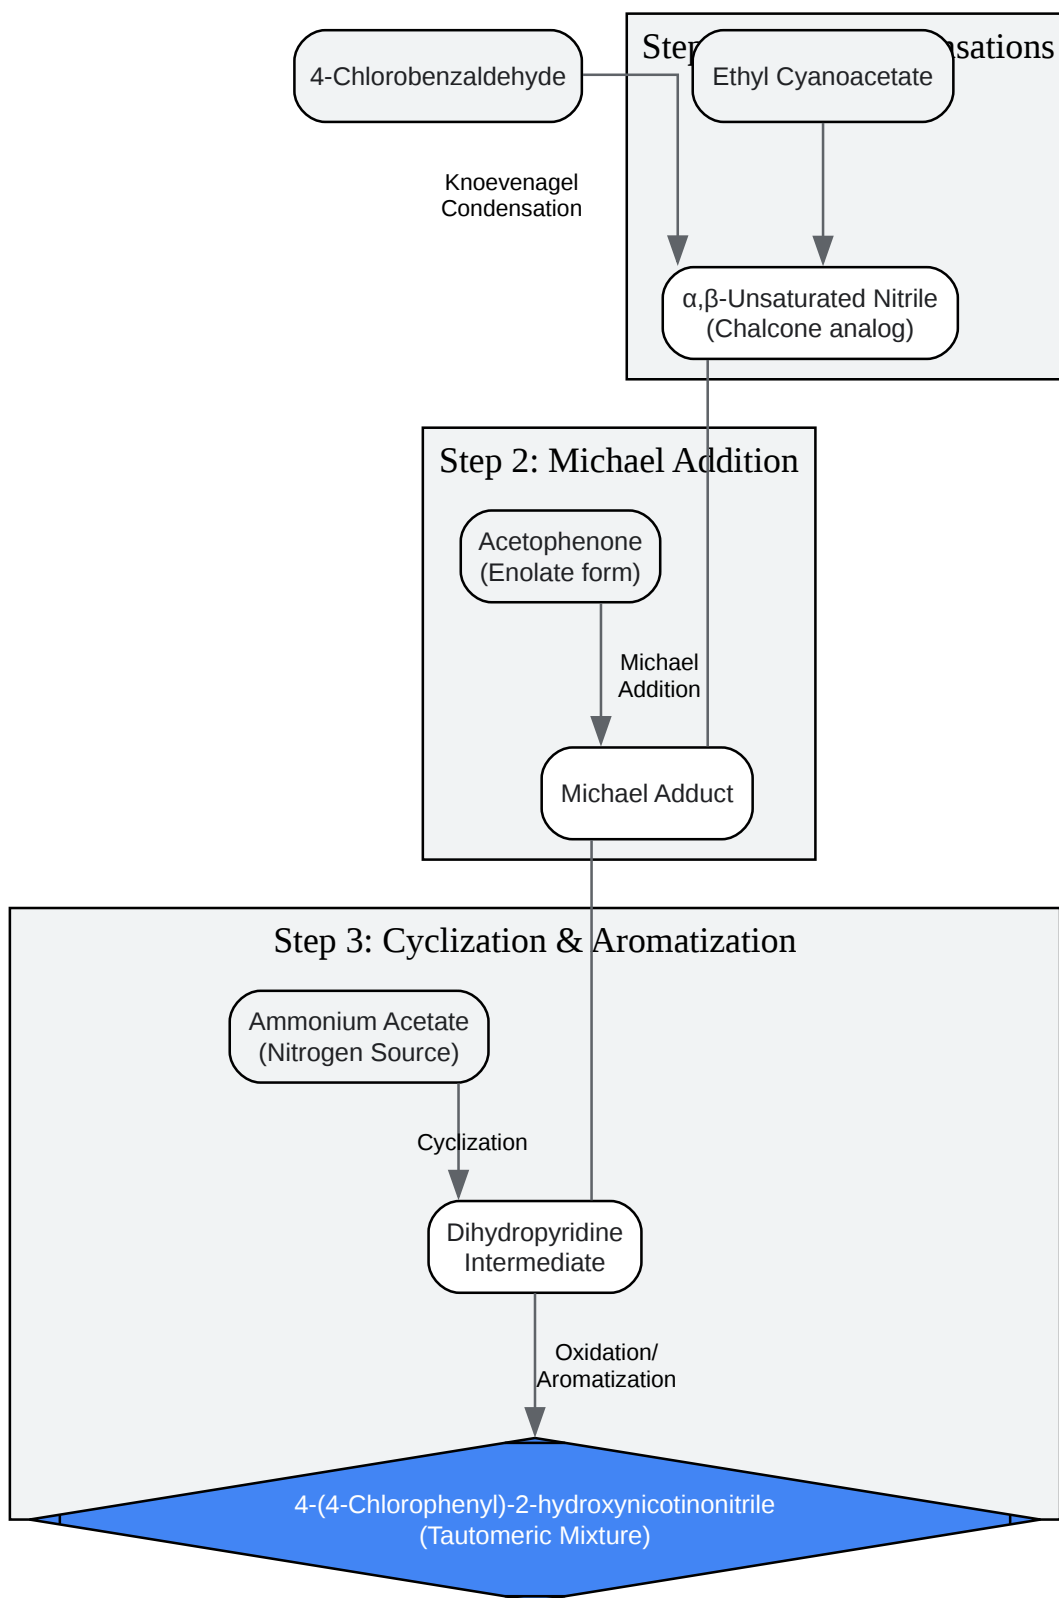 Step
nsations
4-Chlorobenzaldehyde
Ethyl Cyanoacetate
Knoevenagel
Condensation
α,β-Unsaturated Nitrile
(Chalcone analog)
Step 2: Michael Addition
Acetophenone
(Enolate form)
Michael
Addition
Michael Adduct
Step 3: Cyclization & Aromatization
Ammonium Acetate
(Nitrogen Source)
Cyclization
Dihydropyridine
Intermediate
Oxidation/
Aromatization
4-(4-Chlorophenyl)-2-hydroxynicotinonitrile
(Tautomeric Mixture)